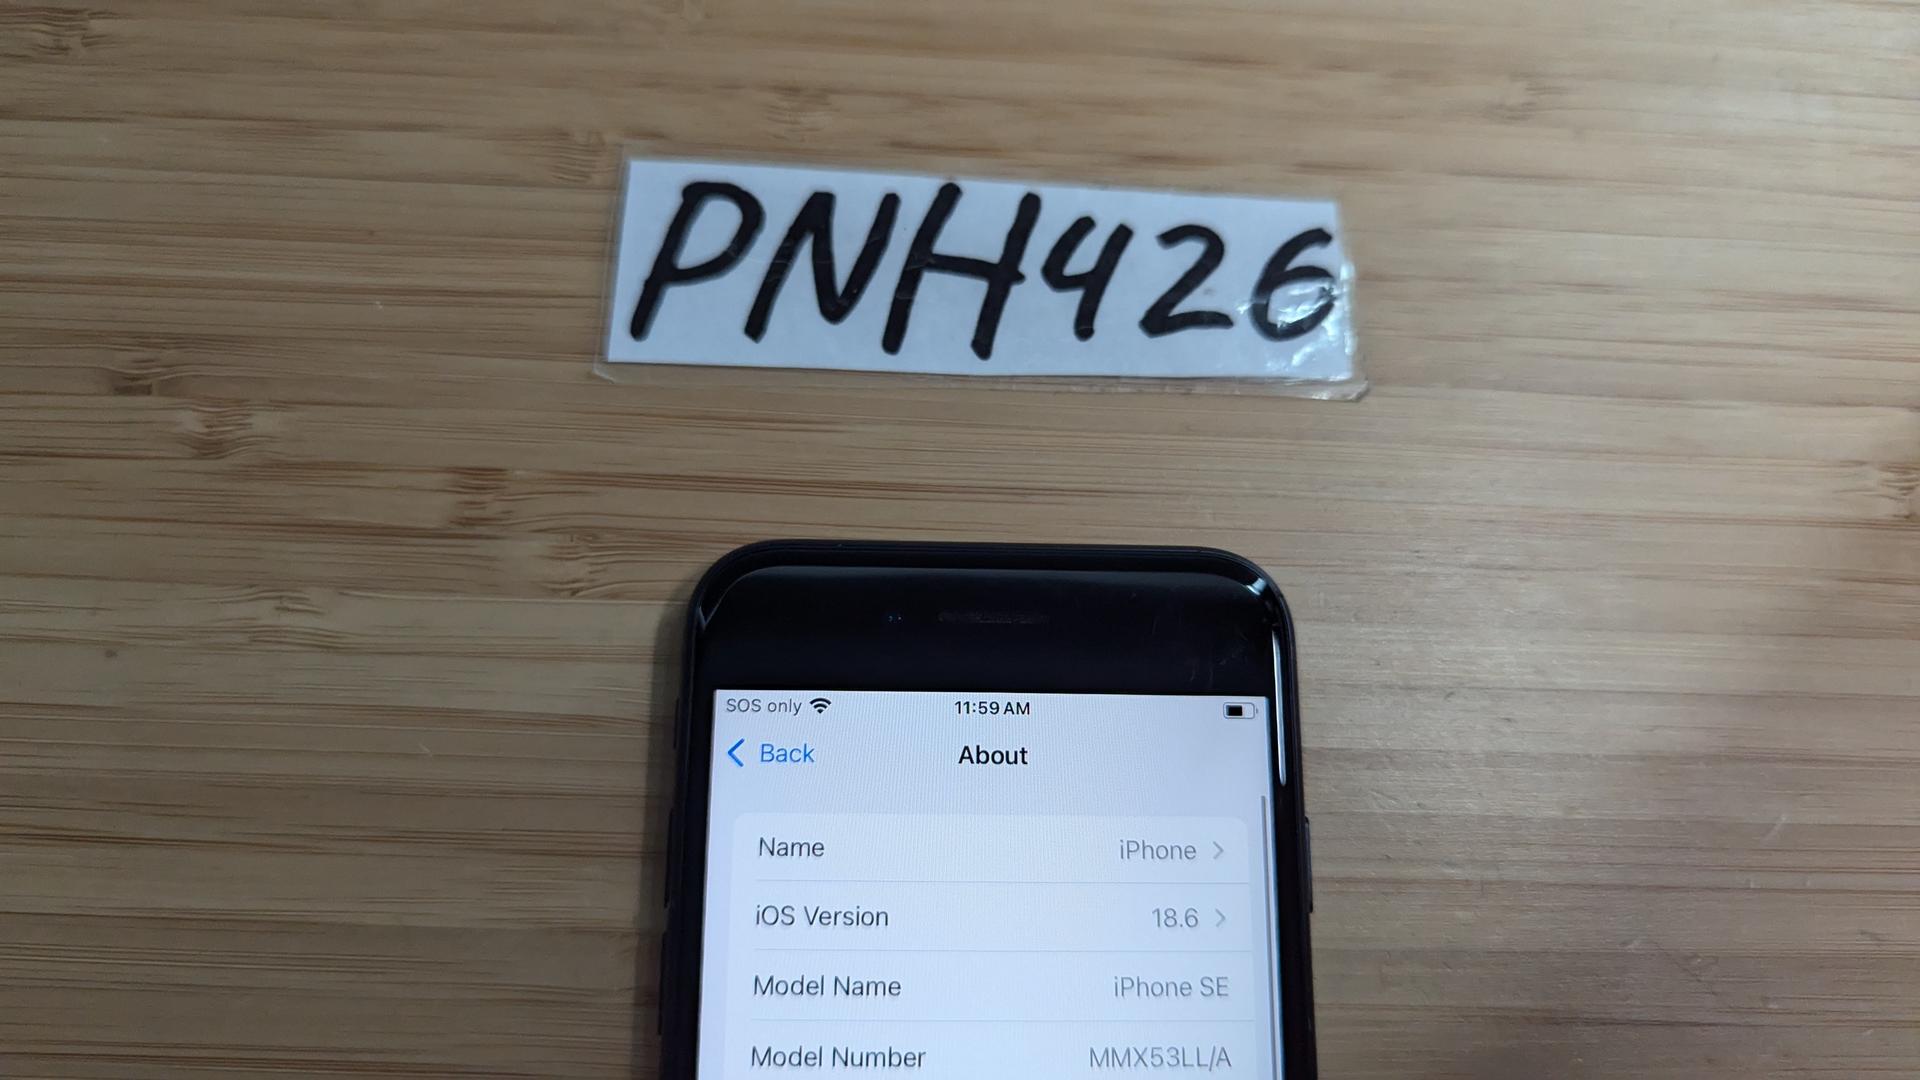 PNH426
SOS only 11:59 AM
Back About
Name iPhone
iOS Version 18.6
Model Name iPhone SE
Model Number MMX53LL/A